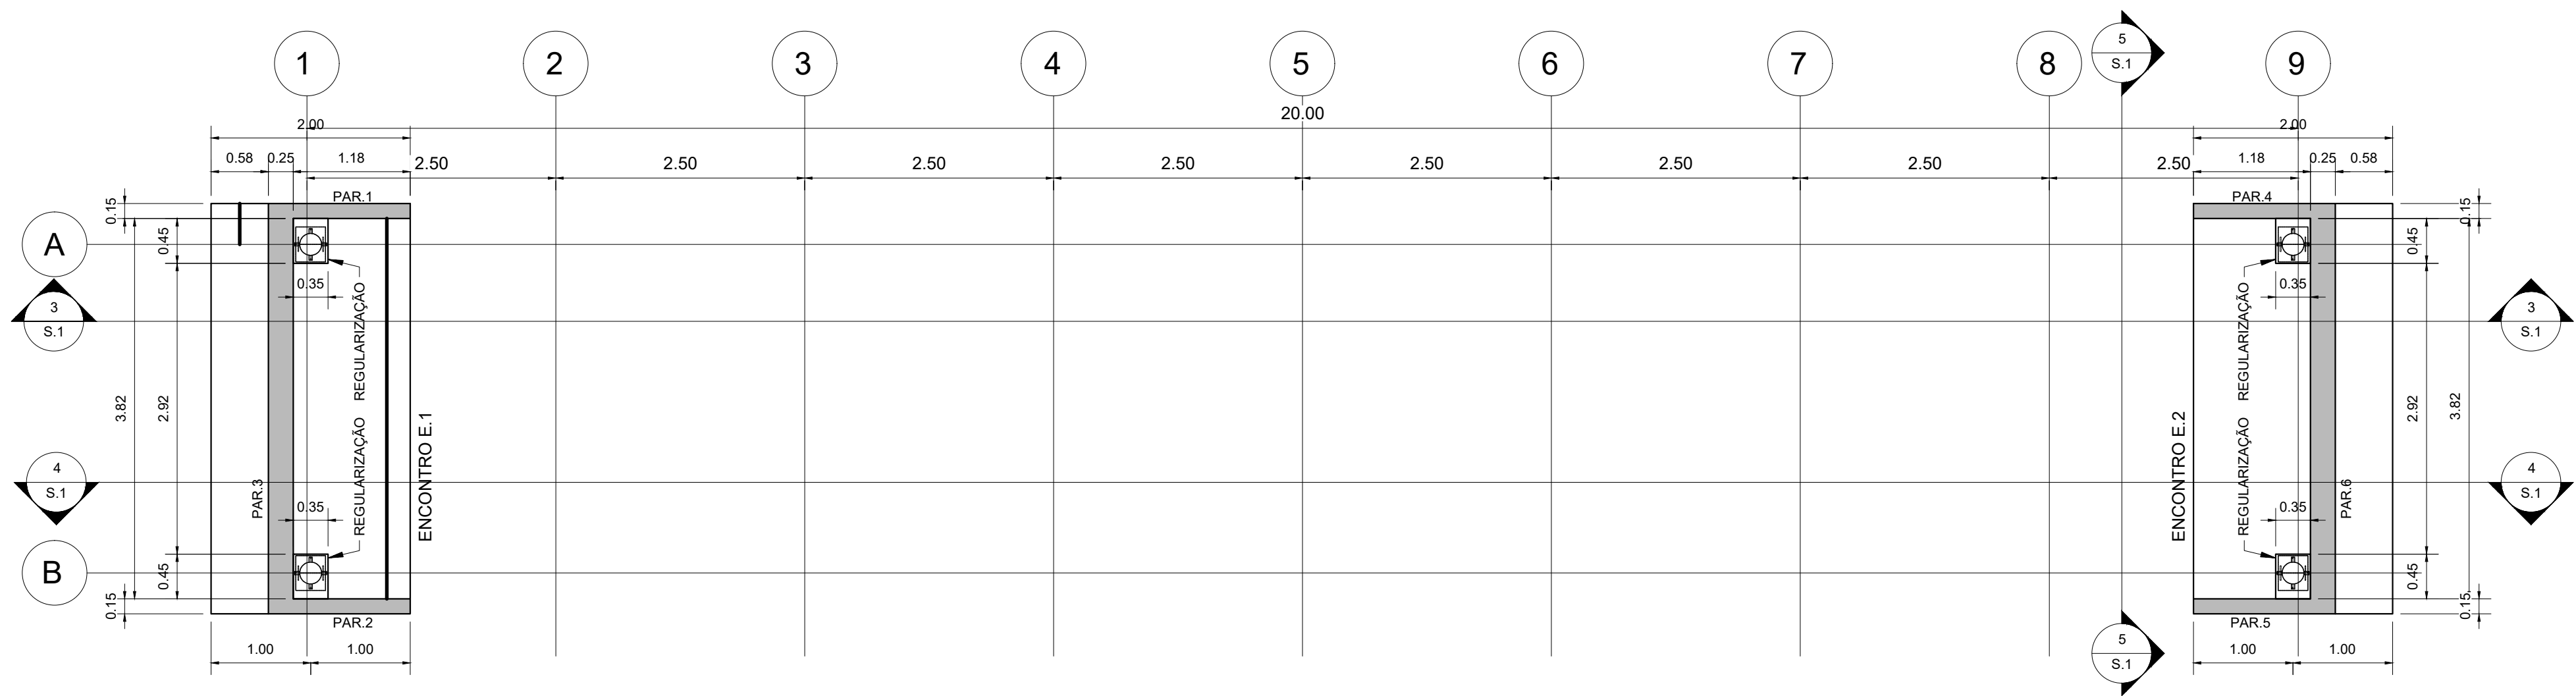 1
2
3
4
5
6
7
8
9
5
S.1
20.00
2.00
2.00
0.58
0.25
1.18
2.50
2.50
2.50
2.50
2.50
2.50
2.50
2.50
1.18
0.25
0.58
PAR.1
PAR.4
0.15
0.45
0.15
0.45
A
0.35
0.35
3
S.1
3
S.1
REGULARIZAÇÃO
REGULARIZAÇÃO
3.82
2.92
2.92
3.82
ENCONTRO E.1
ENCONTRO E.2
REGULARIZAÇÃO
REGULARIZAÇÃO
4
S.1
4
S.1
PAR.3
PAR.6
0.35
0.35
B
0.45
0.15
0.45
0.15
PAR.2
PAR.5
1.00
1.00
1.00
1.00
5
S.1